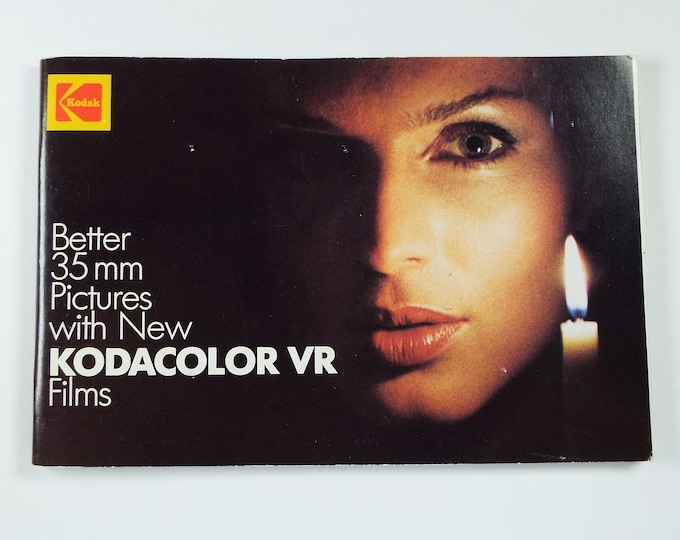 Kodak
Better
35 mm
Pictures
with New
KODACOLOR VR
Films